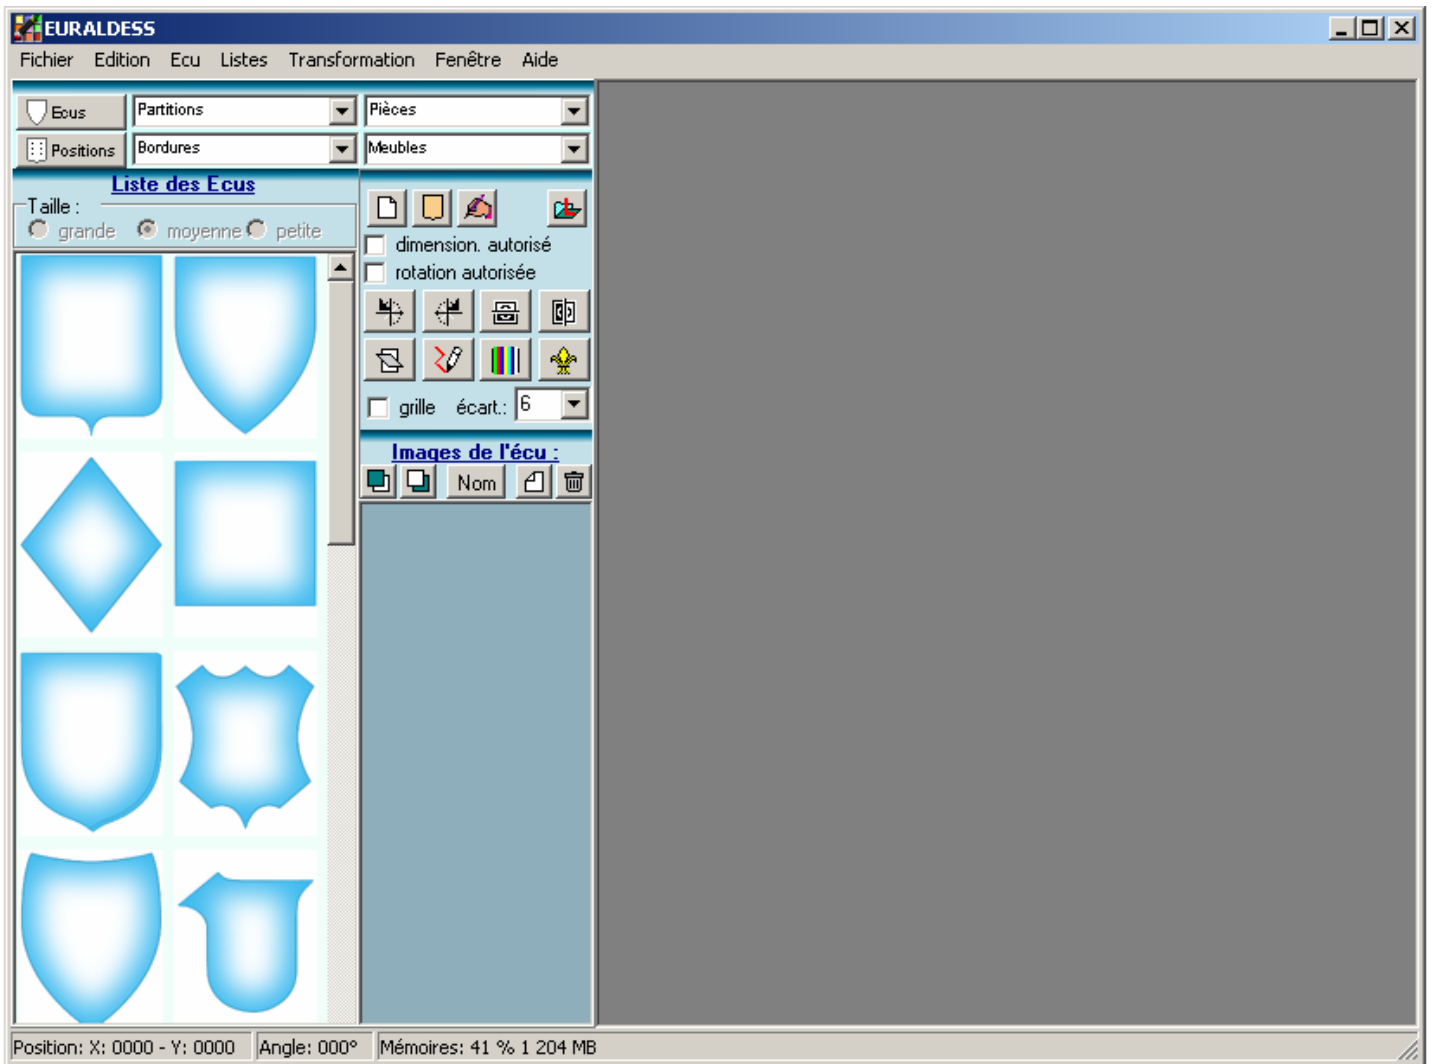 EURALDESS
Fichier Edition Ecu Listes Transformation Fenêtre Aide
Ecus Partitions Pièces
Positions Bordures Meubles
Liste des Ecus
Taille :
grande moyenne petite
dimension. autorisé
rotation autorisée
grille écart.: 6
Images de l'écu :
Nom
Position: X: 0000 - Y: 0000 Angle: 000° Mémoires: 41 % 1 204 MB